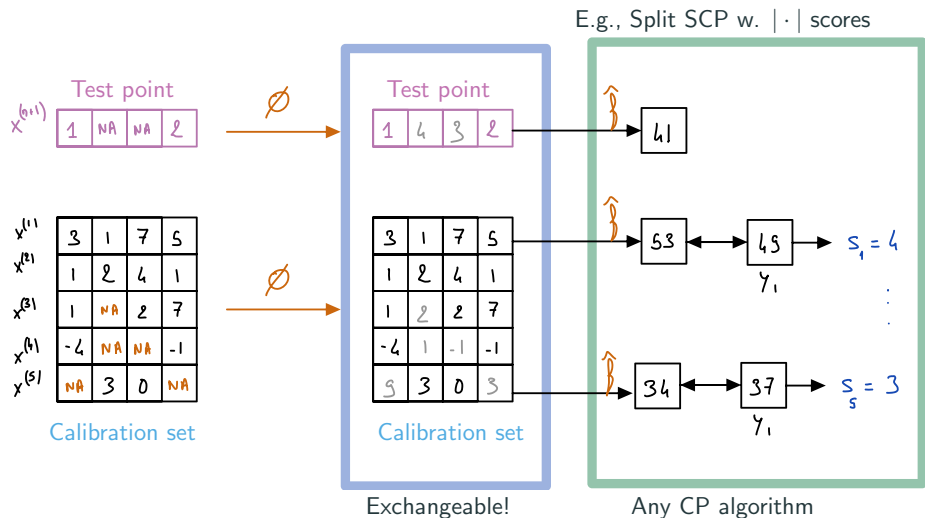 E.g., Split SCP w. | · | scores
Test point
Test point
x^(n+1)
1 NA NA 2
∅
1 4 3 2
f̂
41
x^(1)
3 1 7 5
3 1 7 5
f̂
53
49
s_1 = 4
y_1
x^(2)
1 2 4 1
1 2 4 1
x^(3)
1 NA 2 7
∅
1 2 2 7
x^(4)
-4 NA NA -1
-4 1 -1 -1
x^(5)
NA 3 0 NA
9 3 0 3
f̂
34
37
s_5 = 3
y_1
Calibration set
Calibration set
Exchangeable!
Any CP algorithm